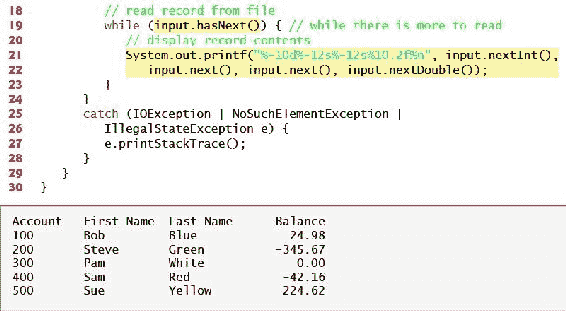 18 // read record from file
19 while (input.hasNext()) { // while there is more to read
20 // display record contents
21 System.out.printf("%-10d%-12s%-12s%10.2f%n", input.nextInt(),
22 input.next(), input.next(), input.nextDouble());
23 }
24 }
25 catch (IOException | NoSuchElementException |
26 IllegalStateException e) {
27 e.printStackTrace();
28 }
29 }
30 }
Account First Name Last Name Balance
100 Bob Blue 24.98
200 Steve Green -345.67
300 Pam White 0.00
400 Sam Red -42.16
500 Sue Yellow 224.62